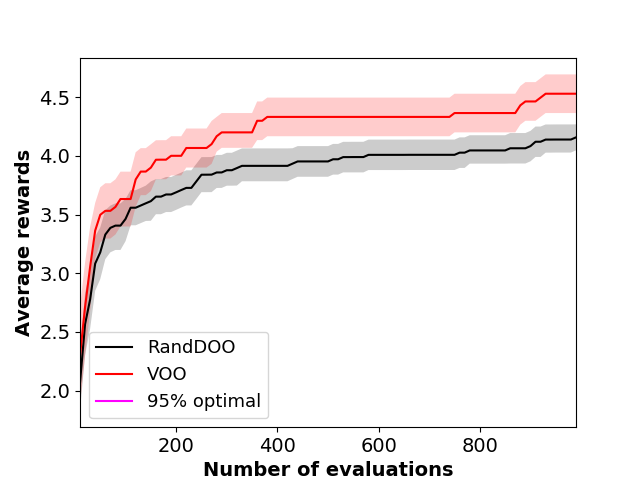 4.5
4.0
3.5
3.0
2.5
2.0
Average rewards
RandDOO
VOO
95% optimal
200 400 600 800
Number of evaluations